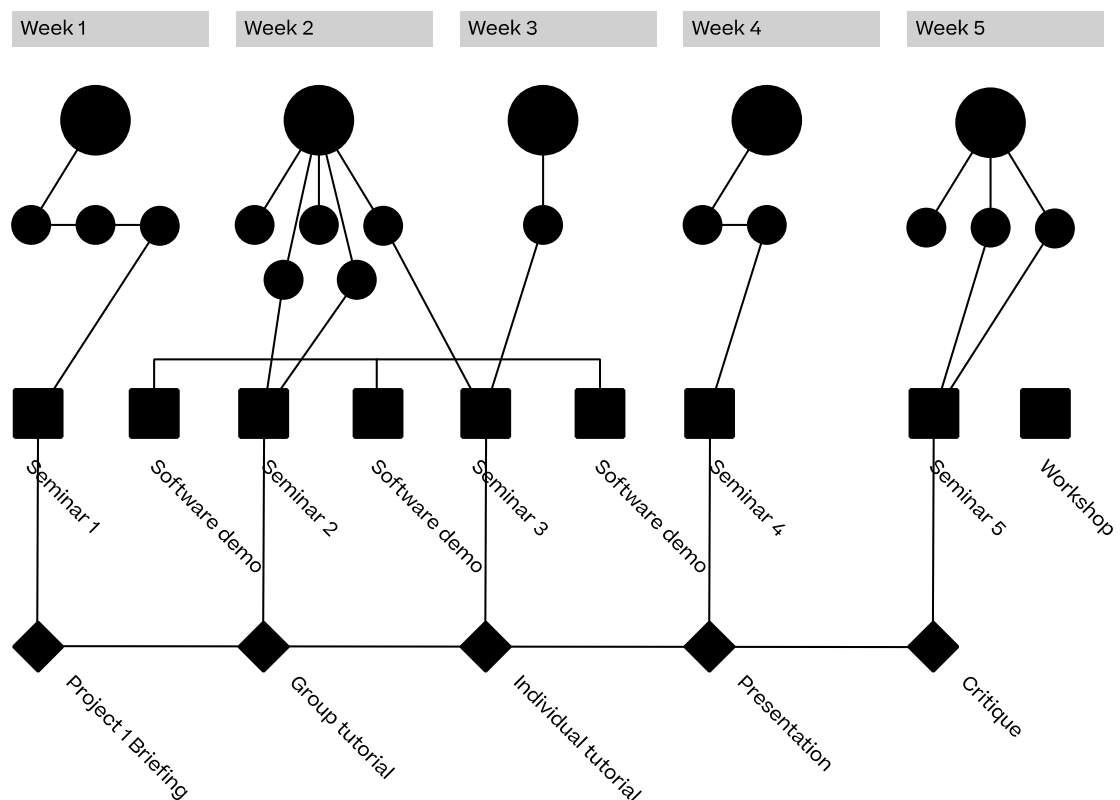 Week 1
Week 2
Week 3
Week 4
Week 5
Seminar 1
Software demo
Seminar 2
Software demo
Seminar 3
Software demo
Seminar 4
Seminar 5
Workshop
Project 1 Briefing
Group tutorial
Individual tutorial
Presentation
Critique